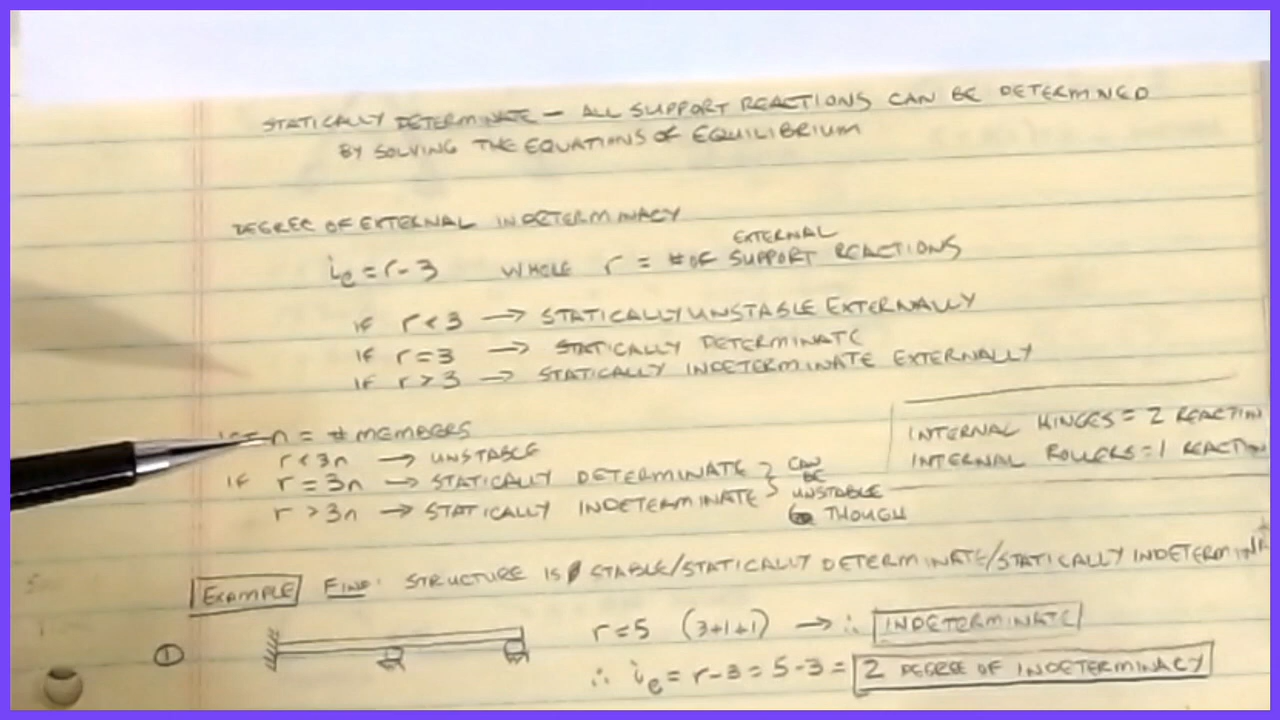 STATICALLY DETERMINATE – ALL SUPPORT REACTIONS CAN BE DETERMINED
BY SOLVING THE EQUATIONS OF EQUILIBRIUM
DEGREE OF EXTERNAL INDETERMINACY
EXTERNAL
ie = r - 3 WHERE r = # OF SUPPORT REACTIONS
IF r < 3 → STATICALLY UNSTABLE EXTERNALLY
IF r = 3 → STATICALLY DETERMINATE
IF r > 3 → STATICALLY INDETERMINATE EXTERNALLY
n = # MEMBERS
r < 3n → UNSTABLE
IF r = 3n → STATICALLY DETERMINATE
r > 3n → STATICALLY INDETERMINATE
CAN
BE
UNSTABLE
THOUGH
INTERNAL HINGES = 2 REACTION
INTERNAL ROLLERS = 1 REACTION
EXAMPLE FIND: STRUCTURE IS STABLE/STATICALLY DETERMINATE/STATICALLY
① r = 5 (3+1+1) → ∴ INDETERMINATE
∴ ie = r - 3 = 5 - 3 = 2 DEGREE OF INDETERMINACY